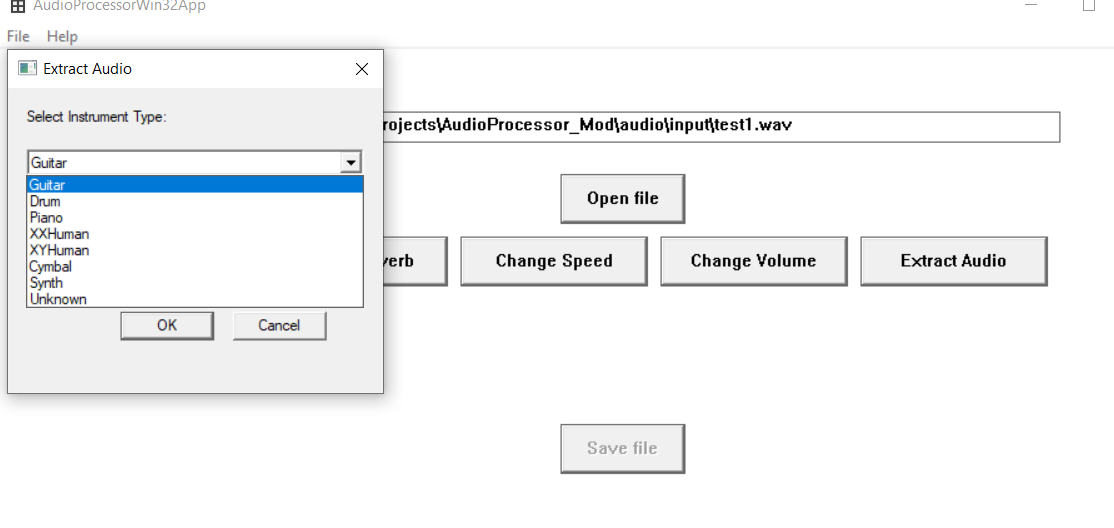 AudioProcessorWin32App
File Help
Extract Audio
Select Instrument Type:
rojects\AudioProcessor_Mod\audio\input\test1.wav
Guitar
Guitar
Drum
Piano
XXHuman
XYHuman
Cymbal
Synth
Unknown
OK Cancel
Open file
erb Change Speed Change Volume Extract Audio
Save file